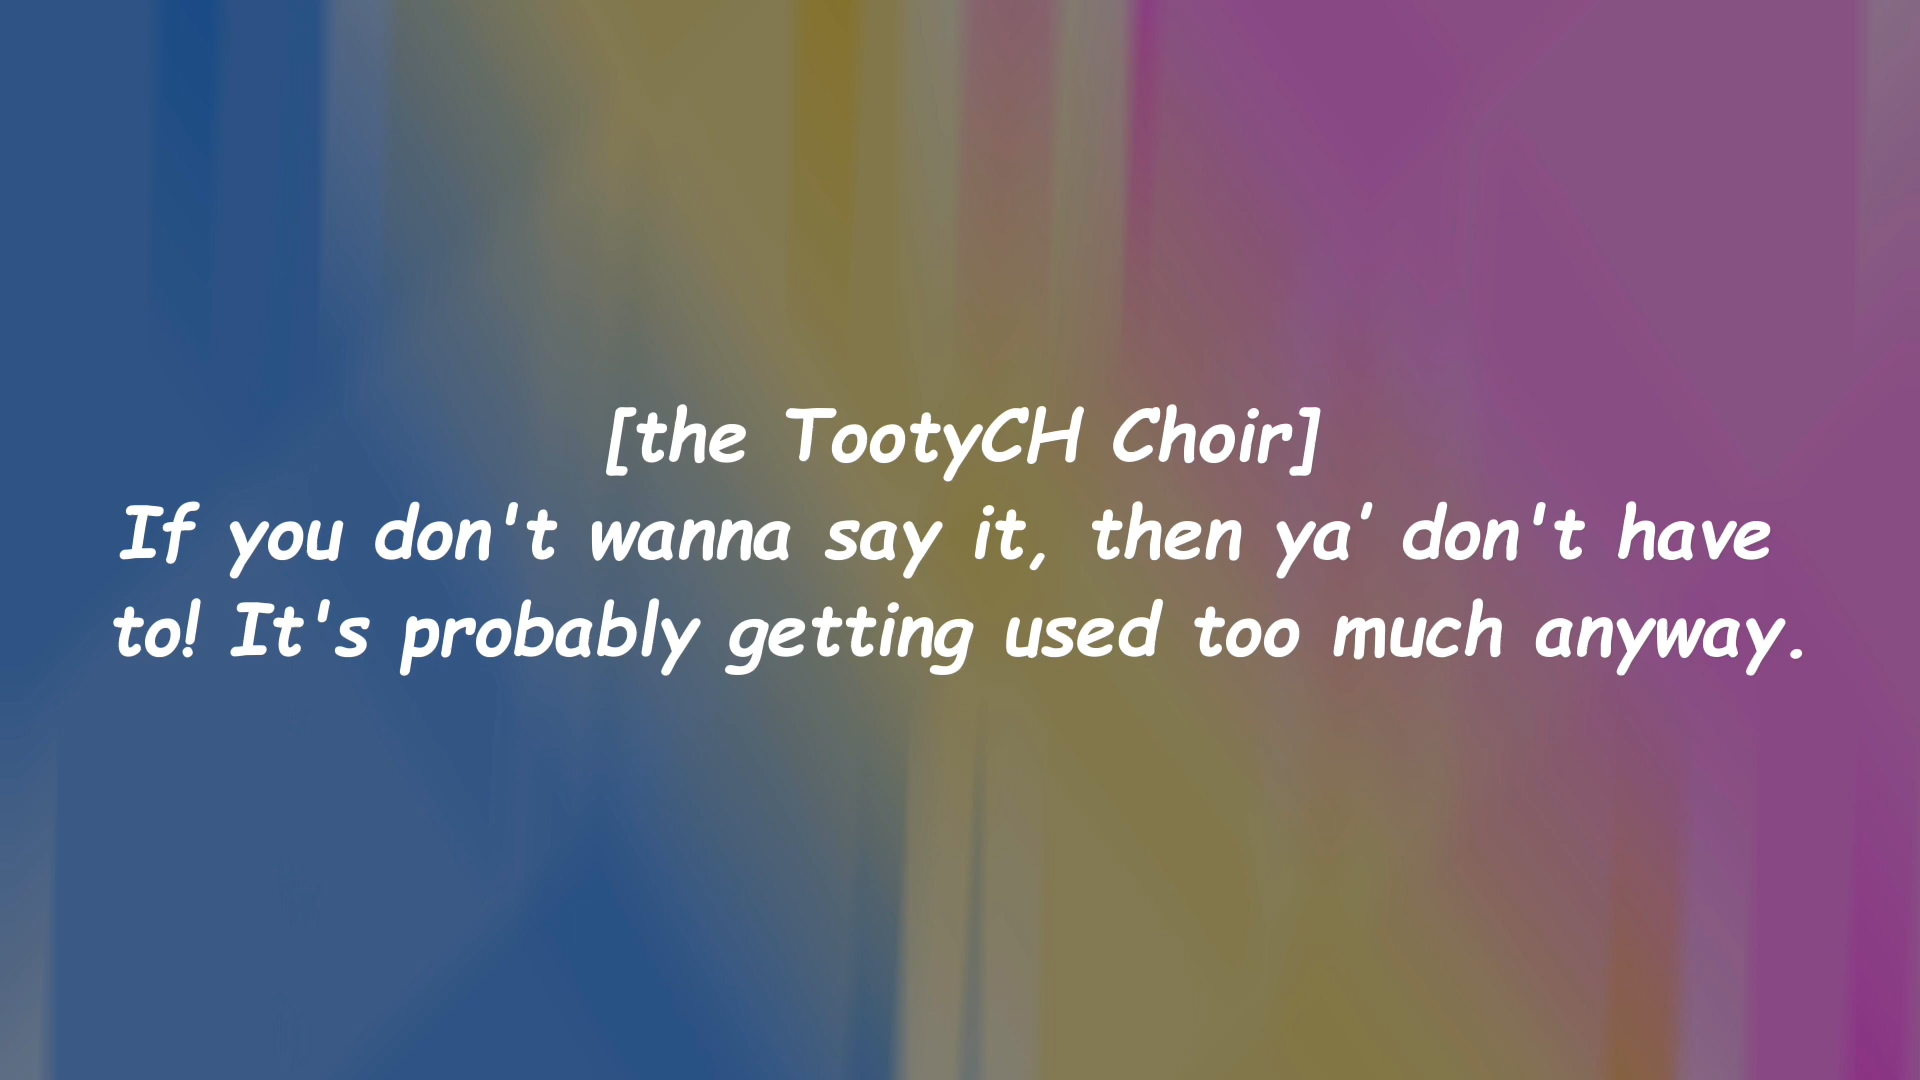 [the TootyCH Choir]
If you don't wanna say it, then ya’ don't have
to! It's probably getting used too much anyway.